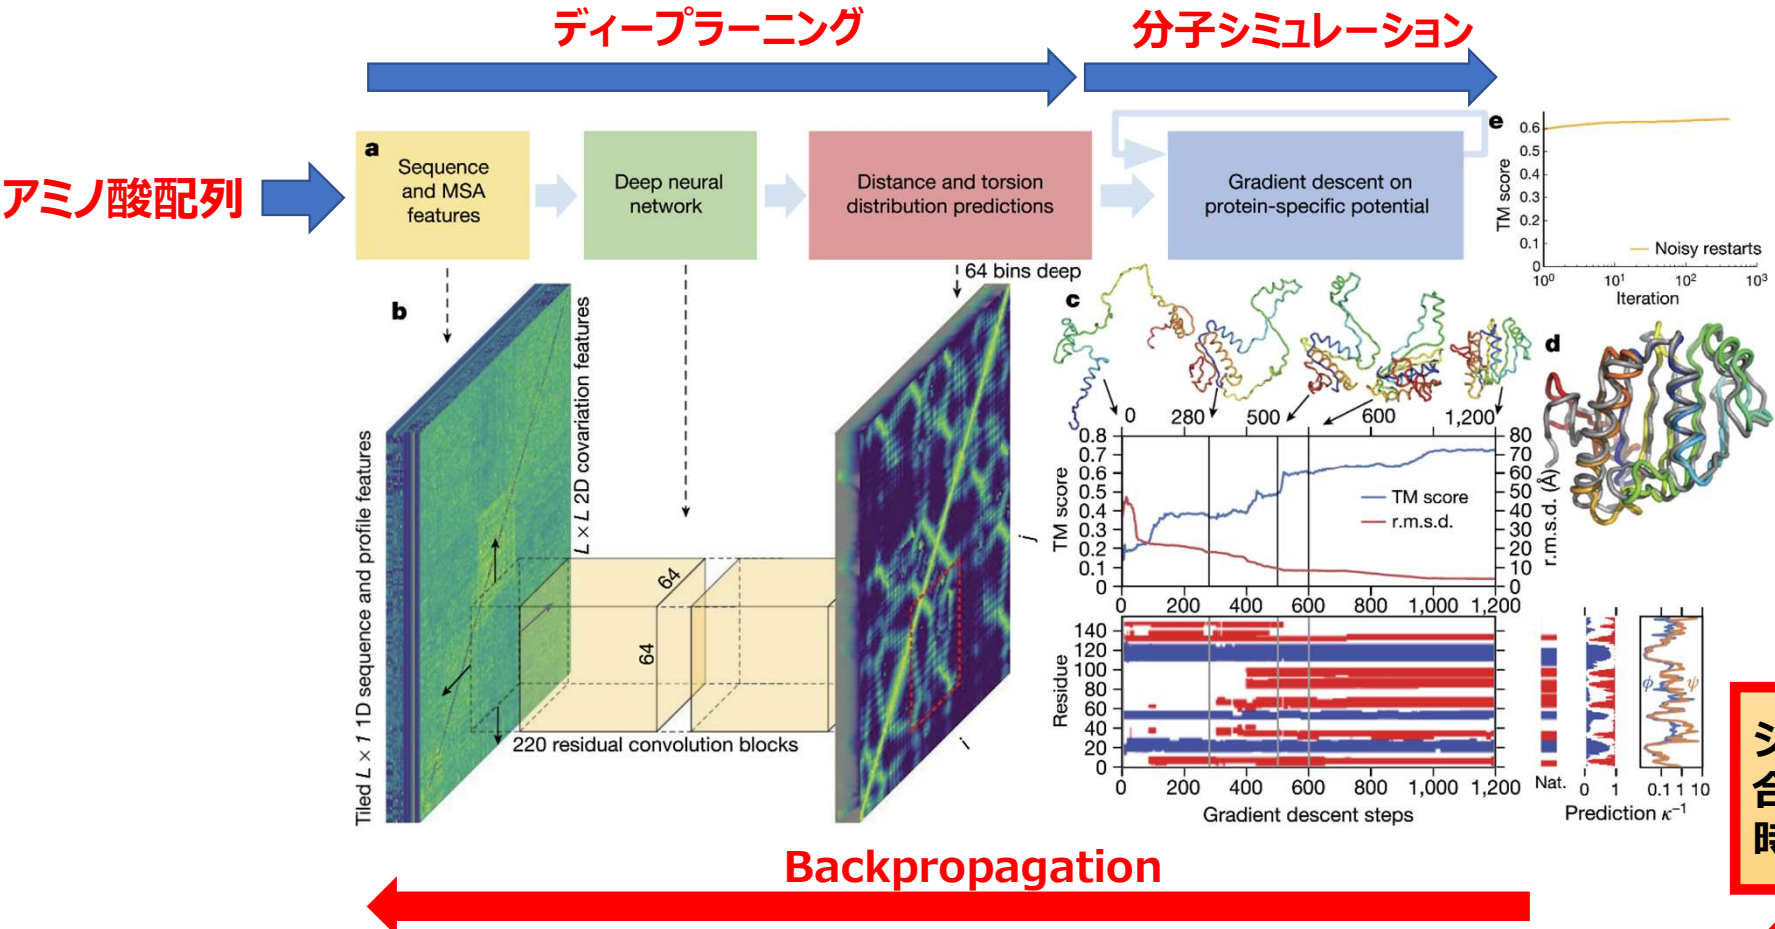 ディープラーニング
分子シミュレーション
アミノ酸配列
a
Sequence
and MSA
features
Deep neural
network
Distance and torsion
distribution predictions
Gradient descent on
protein-specific potential
e
TM score
0.6
0.5
0.4
0.3
0.2
0.1
0
Noisy restarts
10⁰ 10¹ 10² 10³
Iteration
b
64 bins deep
Tiled L × 1 1D sequence and profile features
L × L 2D covariation features
64
64
220 residual convolution blocks
j
i
c
0 280 500 600 1,200
TM score
0.8
0.7
0.6
0.5
0.4
0.3
0.2
0.1
0
TM score
r.m.s.d.
80
70
60
50
40
30
20
10
0
r.m.s.d. (Å)
0 200 400 600 800 1,000 1,200
d
Residue
140
120
100
80
60
40
20
0
0 200 400 600 800 1,000 1,200
Gradient descent steps
Nat.
0 1
ϕ ψ
0.1 1 10
Prediction κ⁻¹
Backpropagation